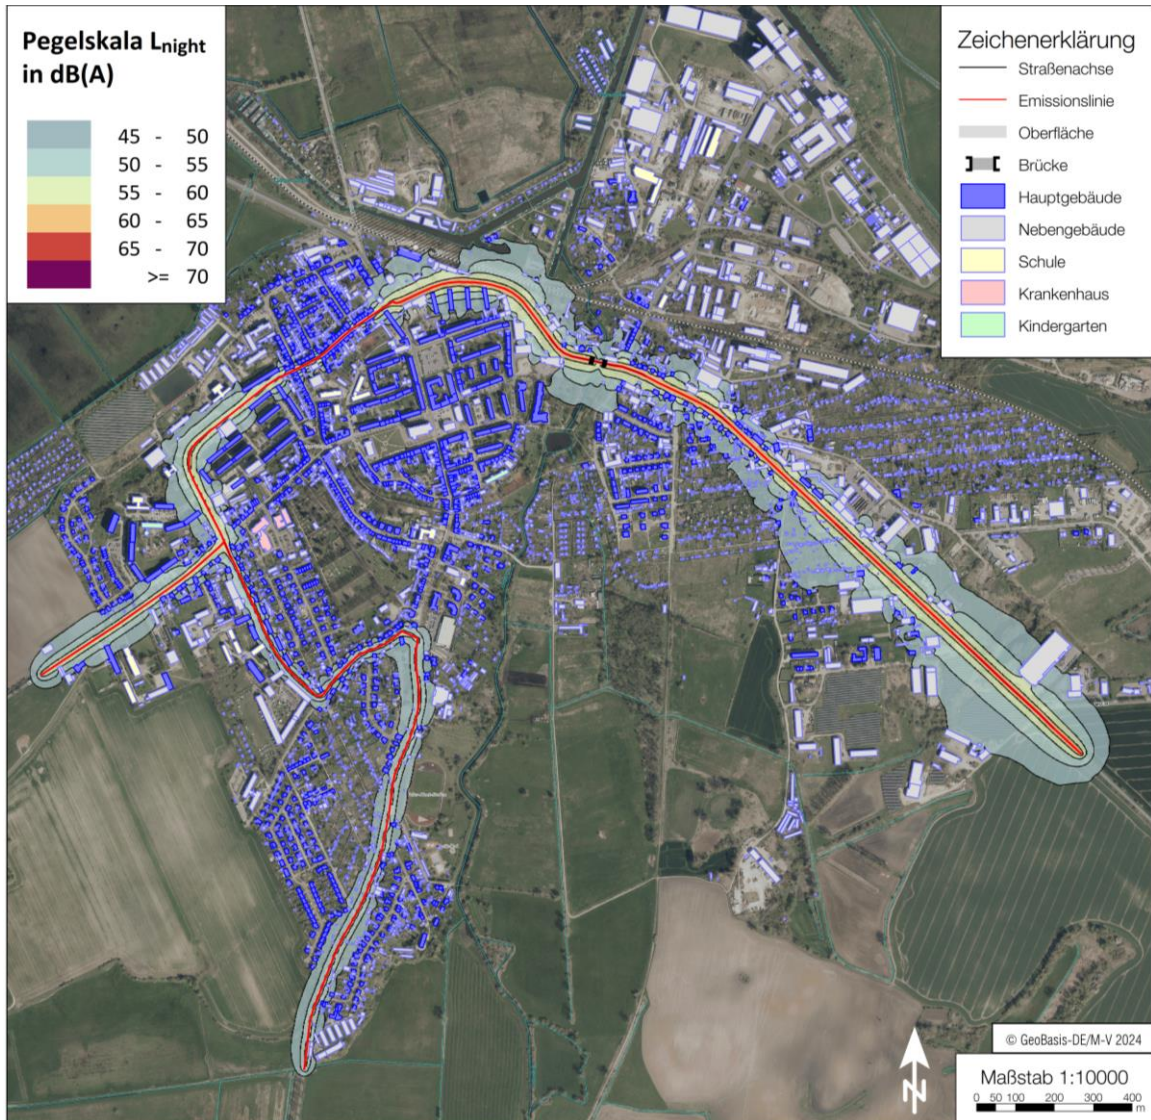 Pegelskala Lnight
in dB(A)
45 - 50
50 - 55
55 - 60
60 - 65
65 - 70
>= 70
Zeichenerklärung
Straßenachse
Emissionslinie
Oberfläche
Brücke
Hauptgebäude
Nebengebäude
Schule
Krankenhaus
Kindergarten
N
© GeoBasis-DE/M-V 2024
Maßstab 1:10000
0 50 100 200 300 400
m